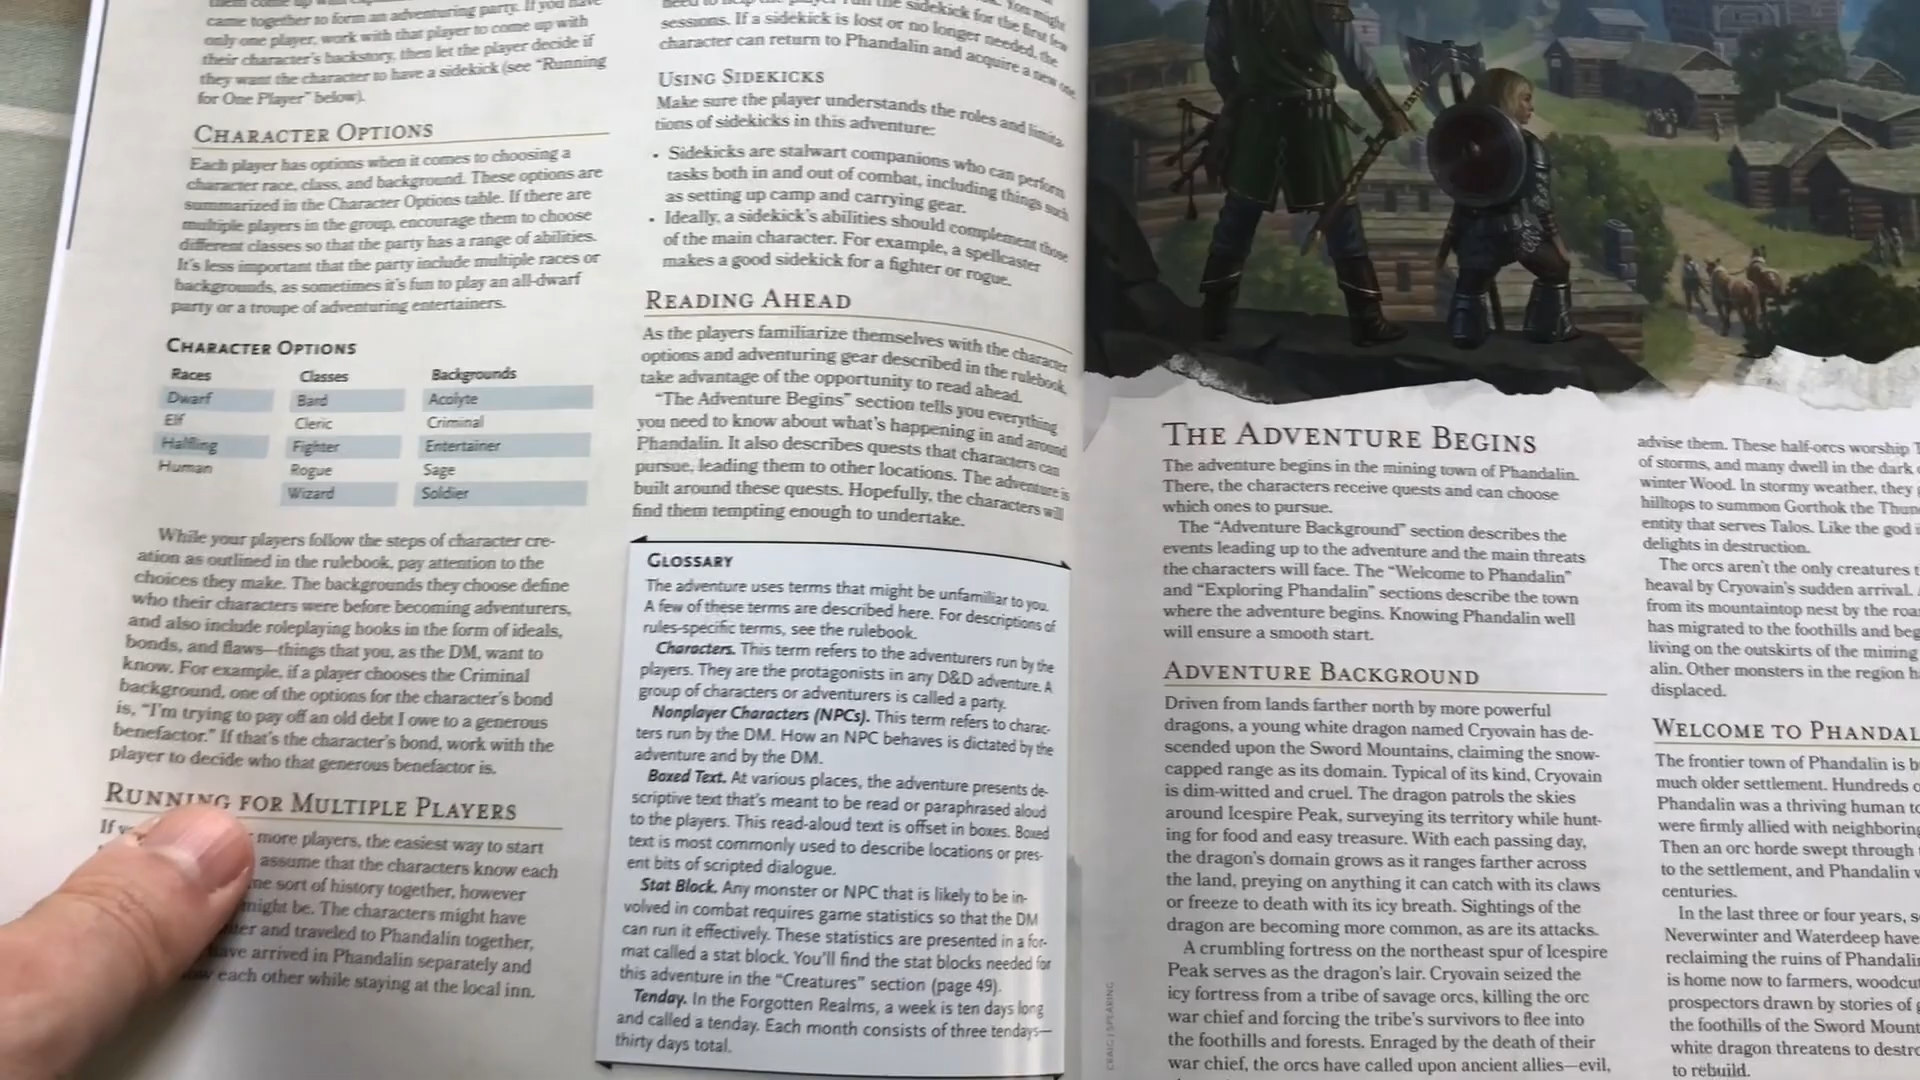 came together to form an adventuring party. If you have
only one player, work with that player to come up with
their character's backstory, then let the player decide if
they want the character to have a sidekick (see "Running
for One Player" below).
CHARACTER OPTIONS
Each player has options when it comes to choosing a
character race, class, and background. These options are
summarized in the Character Options table. If there are
multiple players in the group, encourage them to choose
different classes so that the party has a range of abilities.
It's less important that the party include multiple races or
backgrounds, as sometimes it's fun to play an all-dwarf
party or a troupe of adventuring entertainers.
CHARACTER OPTIONS
Races Classes Backgrounds
Dwarf Bard Acolyte
Elf Cleric Criminal
Halfling Fighter Entertainer
Human Rogue Sage
Wizard Soldier
While your players follow the steps of character cre-
ation as outlined in the rulebook, pay attention to the
choices they make. The backgrounds they choose define
who their characters were before becoming adventurers,
and also include roleplaying hooks in the form of ideals,
bonds, and flaws—things that you, as the DM, want to
know. For example, if a player chooses the Criminal
background, one of the options for the character's bond
is, "I'm trying to pay off an old debt I owe to a generous
benefactor." If that's the character's bond, work with the
player to decide who that generous benefactor is.
RUNNING FOR MULTIPLE PLAYERS
If more players, the easiest way to start
assume that the characters know each
sort of history together, however
might be. The characters might have
and traveled to Phandalin together,
have arrived in Phandalin separately and
each other while staying at the local inn.
the sidekick for the first few
sessions. If a sidekick is lost or no longer needed, the
character can return to Phandalin and acquire a new one.
USING SIDEKICKS
Make sure the player understands the roles and limita-
tions of sidekicks in this adventure:
• Sidekicks are stalwart companions who can perform
tasks both in and out of combat, including things such
as setting up camp and carrying gear.
• Ideally, a sidekick's abilities should complement those
of the main character. For example, a spellcaster
makes a good sidekick for a fighter or rogue.
READING AHEAD
As the players familiarize themselves with the character
options and adventuring gear described in the rulebook,
take advantage of the opportunity to read ahead.
"The Adventure Begins" section tells you everything
you need to know about what's happening in and around
Phandalin. It also describes quests that characters can
pursue, leading them to other locations. The adventure is
built around these quests. Hopefully, the characters will
find them tempting enough to undertake.
GLOSSARY
The adventure uses terms that might be unfamiliar to you.
A few of these terms are described here. For descriptions of
rules-specific terms, see the rulebook.
Characters. This term refers to the adventurers run by the
players. They are the protagonists in any D&D adventure. A
group of characters or adventurers is called a party.
Nonplayer Characters (NPCs). This term refers to charac-
ters run by the DM. How an NPC behaves is dictated by the
adventure and by the DM.
Boxed Text. At various places, the adventure presents de-
scriptive text that's meant to be read or paraphrased aloud
to the players. This read-aloud text is offset in boxes. Boxed
text is most commonly used to describe locations or pres-
ent bits of scripted dialogue.
Stat Block. Any monster or NPC that is likely to be in-
volved in combat requires game statistics so that the DM
can run it effectively. These statistics are presented in a for-
mat called a stat block. You'll find the stat blocks needed for
this adventure in the "Creatures" section (page 49).
Tenday. In the Forgotten Realms, a week is ten days long
and called a tenday. Each month consists of three tendays—
thirty days total.
THE ADVENTURE BEGINS
The adventure begins in the mining town of Phandalin.
There, the characters receive quests and can choose
which ones to pursue.
The "Adventure Background" section describes the
events leading up to the adventure and the main threats
the characters will face. The "Welcome to Phandalin"
and "Exploring Phandalin" sections describe the town
where the adventure begins. Knowing Phandalin well
will ensure a smooth start.
ADVENTURE BACKGROUND
Driven from lands farther north by more powerful
dragons, a young white dragon named Cryovain has de-
scended upon the Sword Mountains, claiming the snow-
capped range as its domain. Typical of its kind, Cryovain
is dim-witted and cruel. The dragon patrols the skies
around Icespire Peak, surveying its territory while hunt-
ing for food and easy treasure. With each passing day,
the dragon's domain grows as it ranges farther across
the land, preying on anything it can catch with its claws
or freeze to death with its icy breath. Sightings of the
dragon are becoming more common, as are its attacks.
A crumbling fortress on the northeast spur of Icespire
Peak serves as the dragon's lair. Cryovain seized the
icy fortress from a tribe of savage orcs, killing the orc
war chief and forcing the tribe's survivors to flee into
the foothills and forests. Enraged by the death of their
war chief, the orcs have called upon ancient allies—evil,
advise them. These half-orcs worship
of storms, and many dwell in the dark
winter Wood. In stormy weather, they
hilltops to summon Gorthok the
entity that serves Talos. Like the god
delights in destruction.
The orcs aren't the only creatures
heaval by Cryovain's sudden arrival.
from its mountaintop nest by the
has migrated to the foothills and
living on the outskirts of the mining
alin. Other monsters in the region
displaced.
WELCOME TO PHANDAL
The frontier town of Phandalin is
much older settlement. Hundreds
Phandalin was a thriving human
were firmly allied with neighboring
Then an orc horde swept through
to the settlement, and Phandalin
centuries.
In the last three or four years,
Neverwinter and Waterdeep have
reclaiming the ruins of Phandalin
is home now to farmers,
prospectors drawn by stories of
the foothills of the Sword Mount
white dragon threatens to
to rebuild.